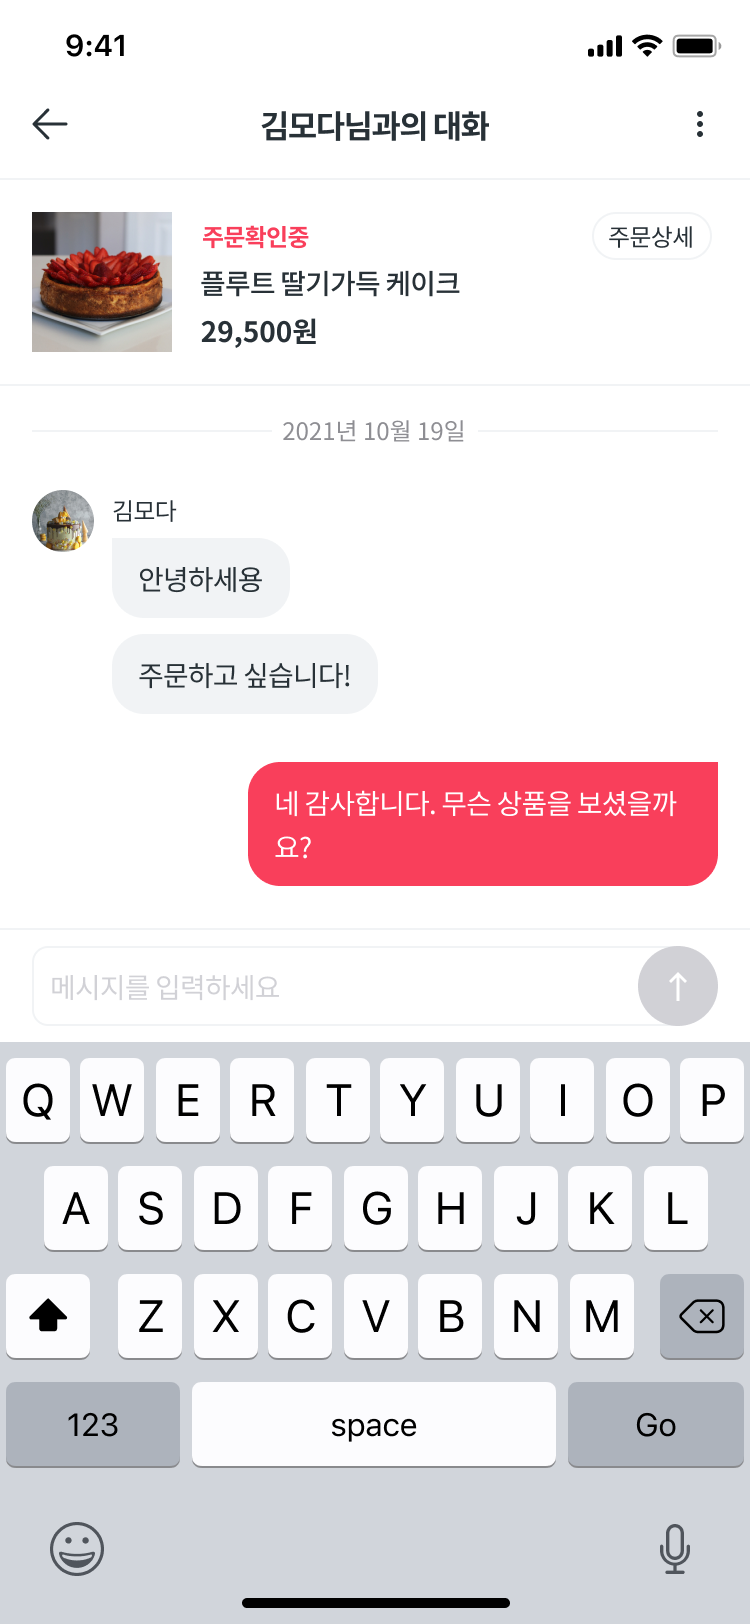 9:41
김모다님과의 대화
주문확인중
주문상세
플루트 딸기가득 케이크
29,500원
2021년 10월 19일
김모다
안녕하세용
주문하고 싶습니다!
네 감사합니다. 무슨 상품을 보셨을까
요?
메시지를 입력하세요
Q W E R T Y U I O P
A S D F G H J K L
Z X C V B N M
123 space Go